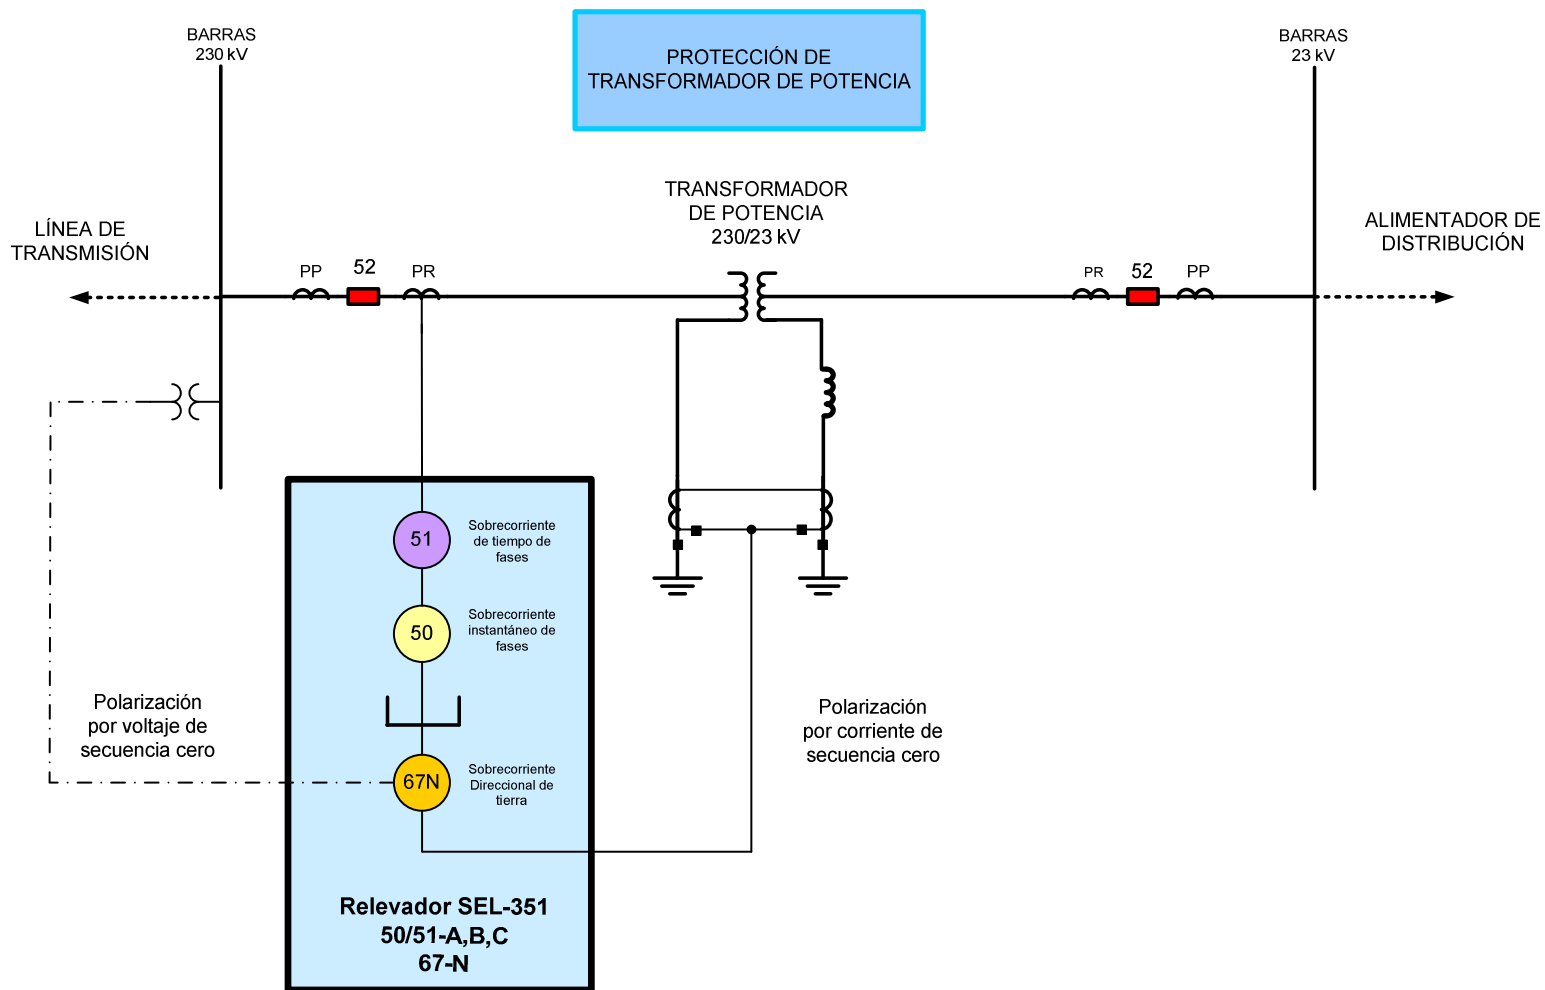 BARRAS
230 kV
PROTECCIÓN DE
TRANSFORMADOR DE POTENCIA
BARRAS
23 kV
TRANSFORMADOR
DE POTENCIA
230/23 kV
LÍNEA DE
TRANSMISIÓN
ALIMENTADOR DE
DISTRIBUCIÓN
PP
52
PR
PR
52
PP
51
Sobrecorriente
de tiempo de
fases
50
Sobrecorriente
instantáneo de
fases
Polarización
por voltaje de
secuencia cero
Polarización
por corriente de
secuencia cero
67N
Sobrecorriente
Direccional de
tierra
Relevador SEL-351
50/51-A,B,C
67-N